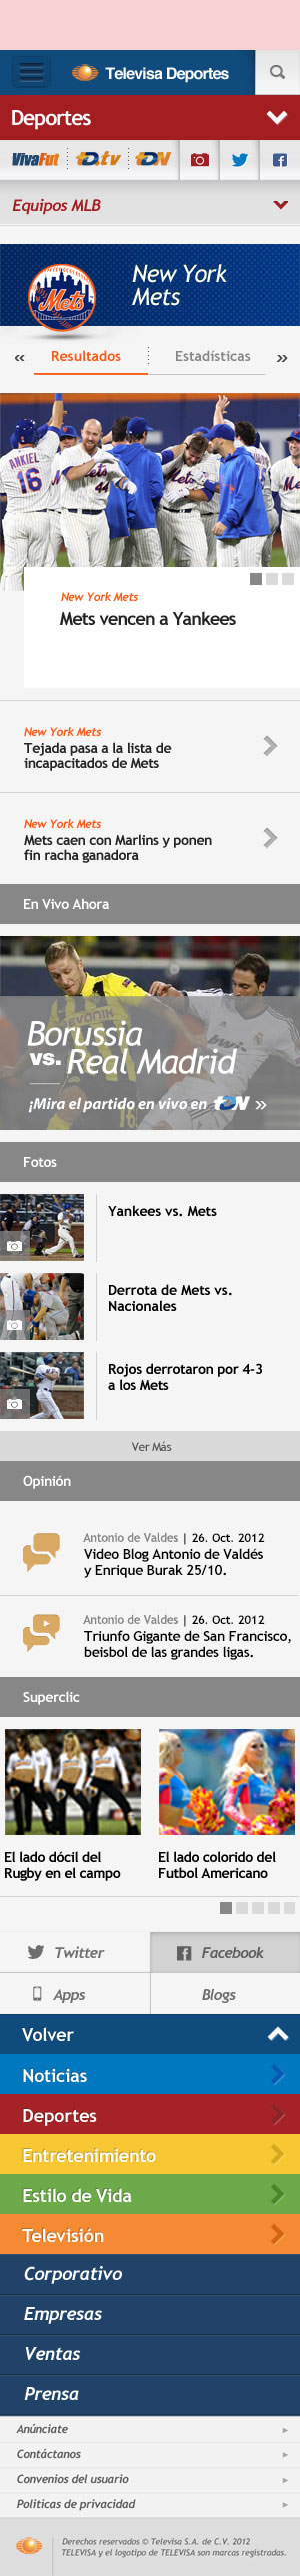 Televisa Deportes
Deportes
VivaFut
TD.tv
TDN
Equipos MLB
Mets
New York
Mets
« Resultados Estadísticas »
ANKIEL
16
Mets
44
Mets
New York Mets
Mets vencen a Yankees
New York Mets
Tejada pasa a la lista de
incapacitados de Mets
New York Mets
Mets caen con Marlins y ponen
fin racha ganadora
En Vivo Ahora
Borussia
vs. Real Madrid
¡Mira el partido en vivo en TDN »
Fotos
Yankees vs. Mets
Derrota de Mets vs.
Nacionales
Rojos derrotaron por 4-3
a los Mets
Ver Más
Opinión
Antonio de Valdes | 26. Oct. 2012
Video Blog Antonio de Valdés
y Enrique Burak 25/10.
Antonio de Valdes | 26. Oct. 2012
Triunfo Gigante de San Francisco,
beisbol de las grandes ligas.
Superclic
El lado dócil del
Rugby en el campo
El lado colorido del
Futbol Americano
Twitter
Facebook
Apps
Blogs
Volver
Noticias
Deportes
Entretenimiento
Estilo de Vida
Televisión
Corporativo
Empresas
Ventas
Prensa
Anúnciate
Contáctanos
Convenios del usuario
Politicas de privacidad
Derechos reservados © Televisa S.A. de C.V. 2012
TELEVISA y el logotipo de TELEVISA son marcas registradas.